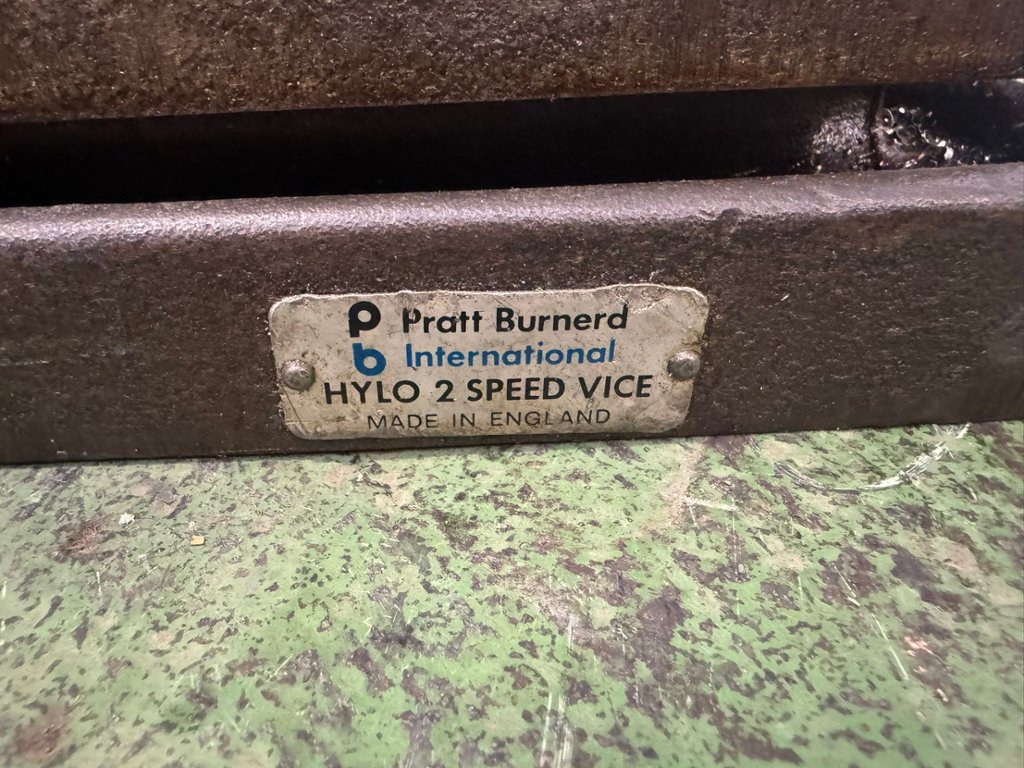 p Pratt Burnerd
b International
HYLO 2 SPEED VICE
MADE IN ENGLAND